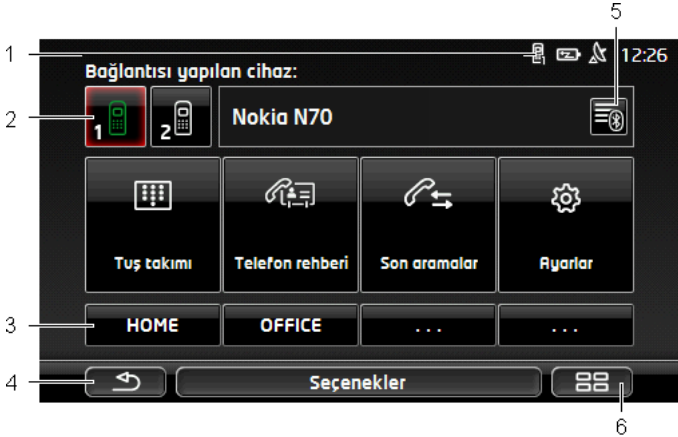 5
1
12:26
Bağlantısı yapılan cihaz:
2
1
2
Nokia N70
Tuş takımı
Telefon rehberi
Son aramalar
Ayarlar
3
HOME
OFFICE
...
...
4
Seçenekler
6